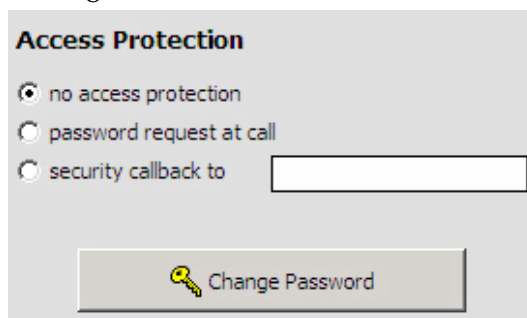 Access Protection
no access protection
password request at call
security callback to
Change Password